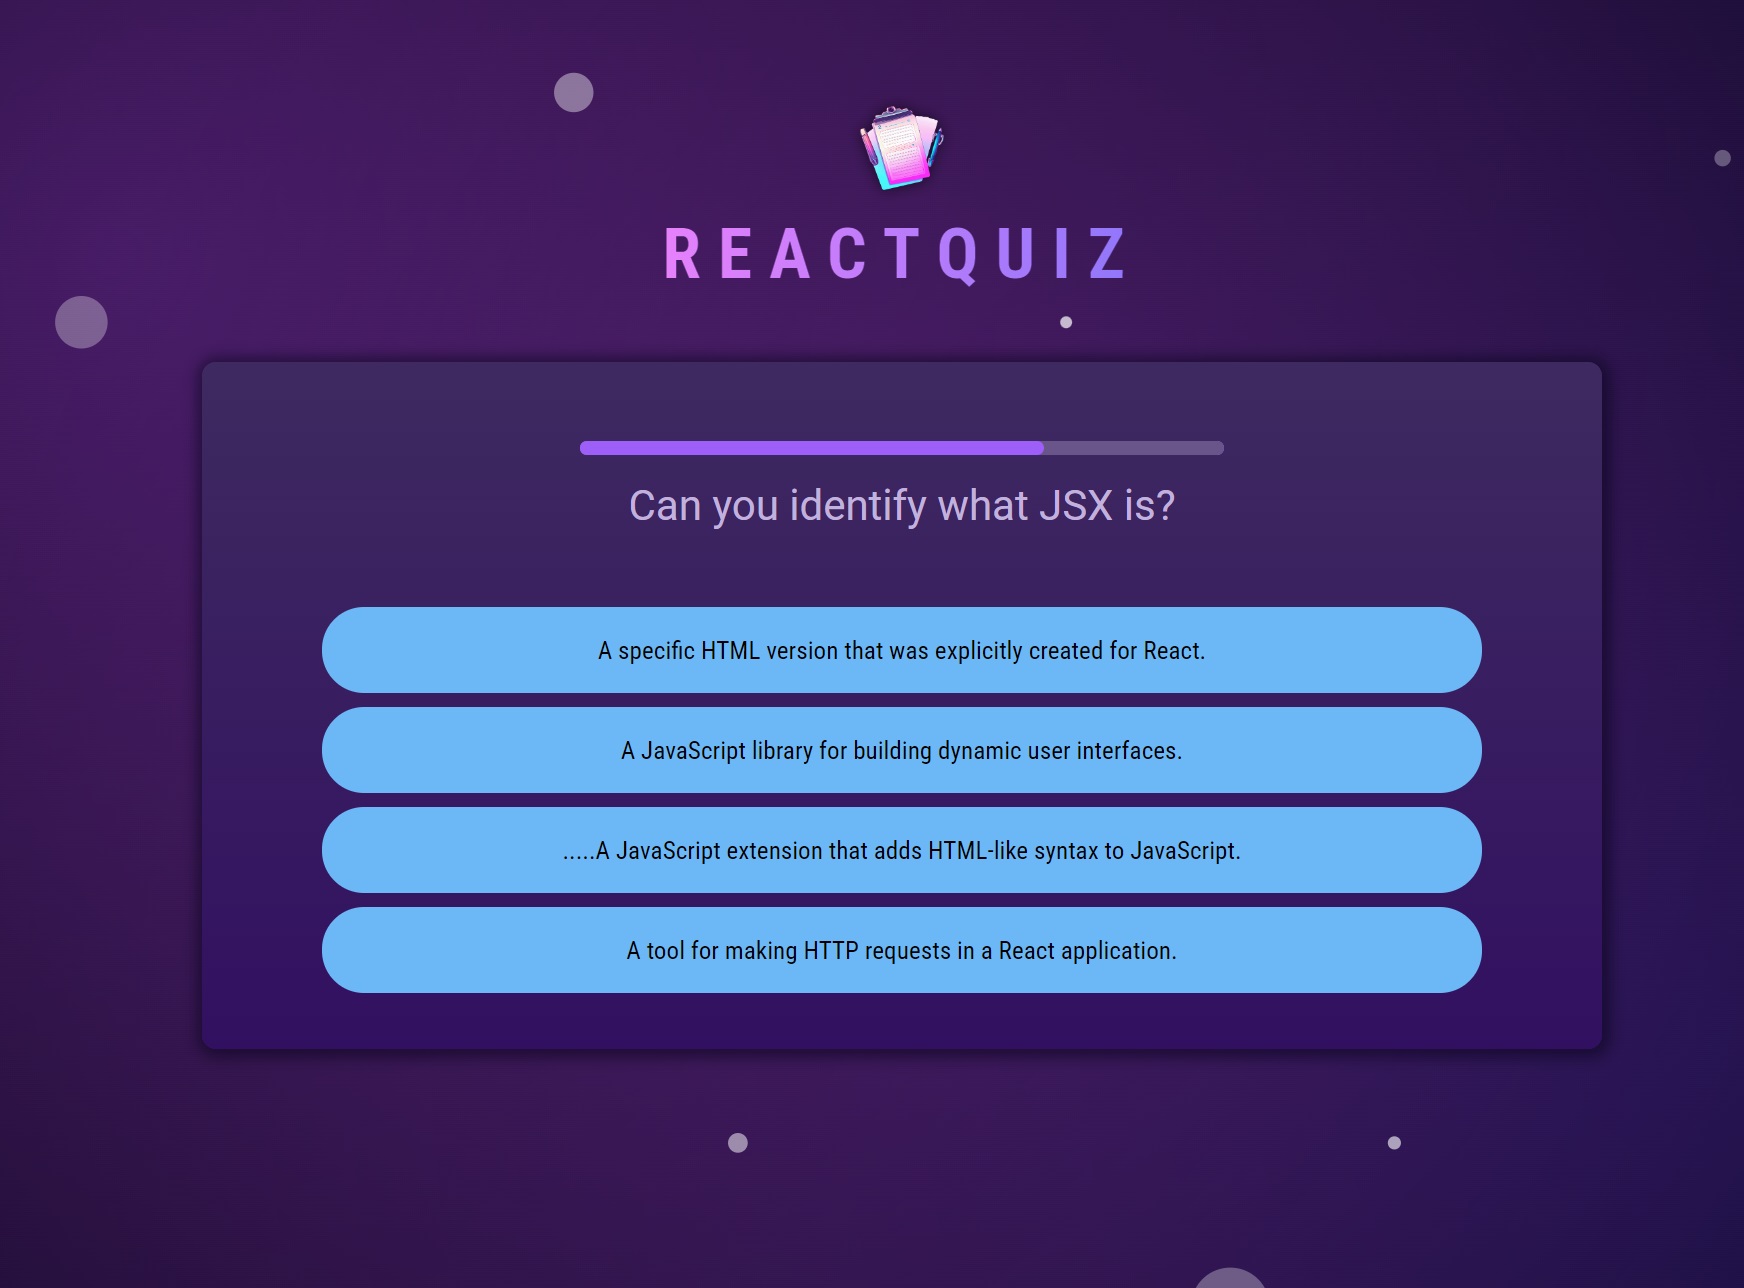 REACTQUIZ
Can you identify what JSX is?
A specific HTML version that was explicitly created for React.
A JavaScript library for building dynamic user interfaces.
.....A JavaScript extension that adds HTML-like syntax to JavaScript.
A tool for making HTTP requests in a React application.